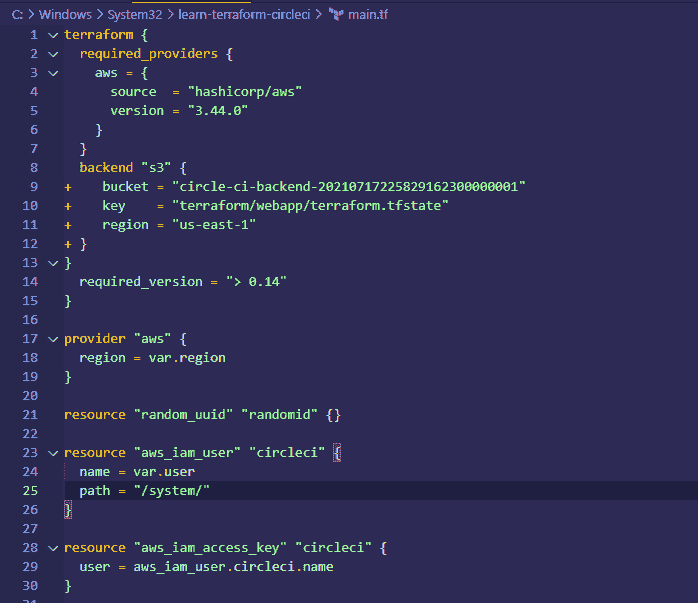 C: > Windows > System32 > learn-terraform-circleci > main.tf
1 terraform {
2 required_providers {
3 aws = {
4 source = "hashicorp/aws"
5 version = "3.44.0"
6 }
7 }
8 backend "s3" {
9 + bucket = "circle-ci-backend-20210717225829162300000001"
10 + key = "terraform/webapp/terraform.tfstate"
11 + region = "us-east-1"
12 + }
13 }
14 required_version = "> 0.14"
15 }
16
17 provider "aws" {
18 region = var.region
19 }
20
21 resource "random_uuid" "randomid" {}
22
23 resource "aws_iam_user" "circleci" {
24 name = var.user
25 path = "/system/"
26 }
27
28 resource "aws_iam_access_key" "circleci" {
29 user = aws_iam_user.circleci.name
30 }